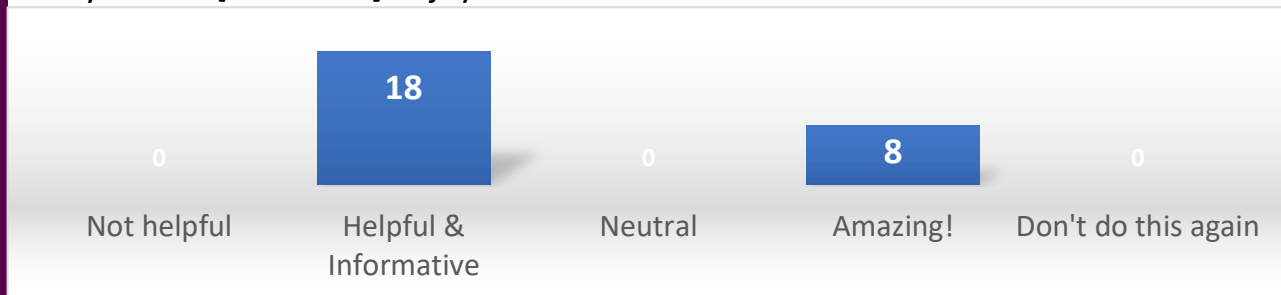 18
0
0
8
0
Not helpful
Helpful &
Informative
Neutral
Amazing!
Don't do this again